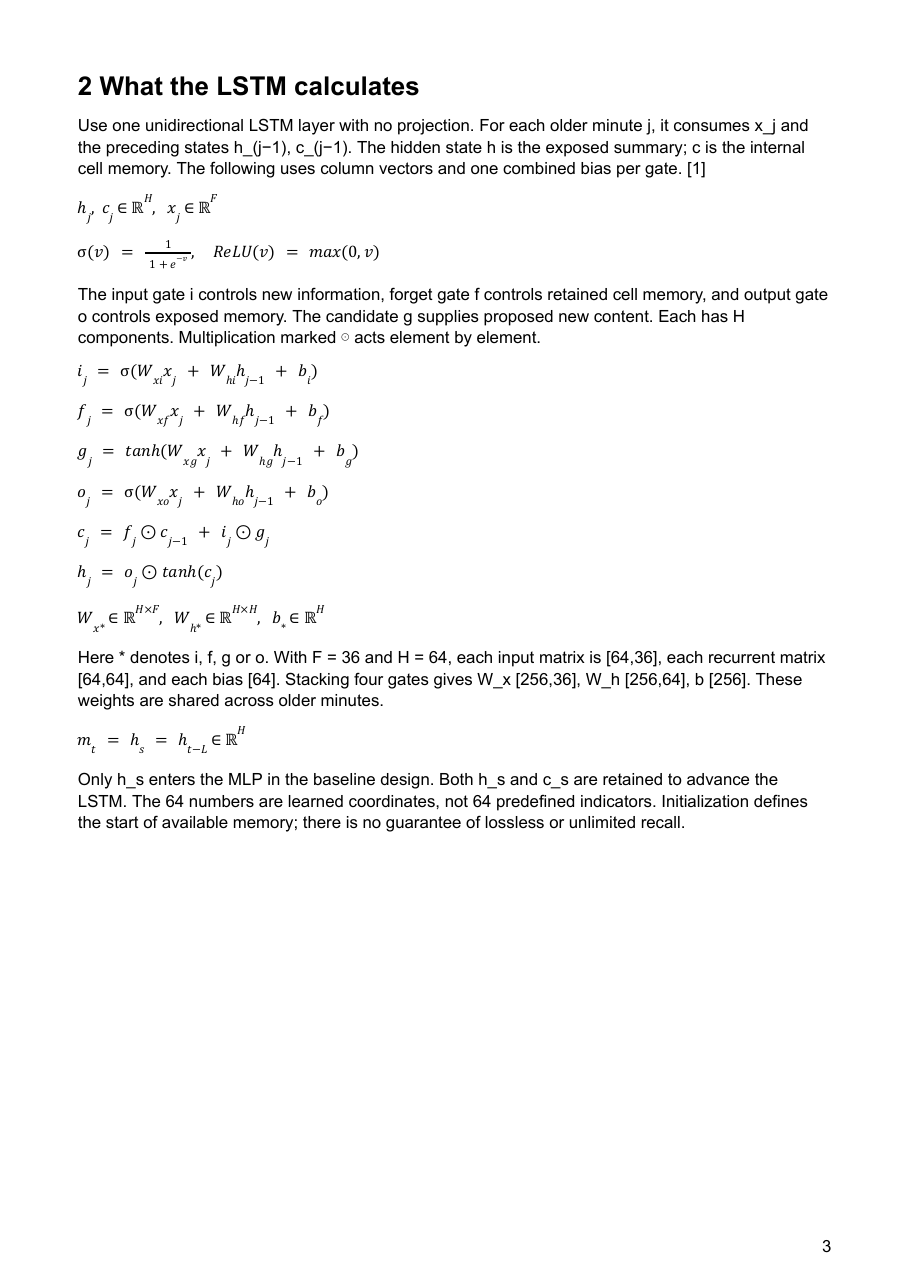 2 What the LSTM calculates
Use one unidirectional LSTM layer with no projection. For each older minute j, it consumes x_j and
the preceding states h_(j−1), c_(j−1). The hidden state h is the exposed summary; c is the internal
cell memory. The following uses column vectors and one combined bias per gate. [1]
h_j, c_j ∈ ℝ^H, x_j ∈ ℝ^F
σ(v) = 1/(1 + e^−v), ReLU(v) = max(0, v)
The input gate i controls new information, forget gate f controls retained cell memory, and output gate
o controls exposed memory. The candidate g supplies proposed new content. Each has H
components. Multiplication marked ⊙ acts element by element.
i_j = σ(W_xi x_j + W_hi h_j−1 + b_i)
f_j = σ(W_xf x_j + W_hf h_j−1 + b_f)
g_j = tanh(W_xg x_j + W_hg h_j−1 + b_g)
o_j = σ(W_xo x_j + W_ho h_j−1 + b_o)
c_j = f_j ⊙ c_j−1 + i_j ⊙ g_j
h_j = o_j ⊙ tanh(c_j)
W_x* ∈ ℝ^H×F, W_h* ∈ ℝ^H×H, b_* ∈ ℝ^H
Here * denotes i, f, g or o. With F = 36 and H = 64, each input matrix is [64,36], each recurrent matrix
[64,64], and each bias [64]. Stacking four gates gives W_x [256,36], W_h [256,64], b [256]. These
weights are shared across older minutes.
m_t = h_s = h_t−L ∈ ℝ^H
Only h_s enters the MLP in the baseline design. Both h_s and c_s are retained to advance the
LSTM. The 64 numbers are learned coordinates, not 64 predefined indicators. Initialization defines
the start of available memory; there is no guarantee of lossless or unlimited recall.
3